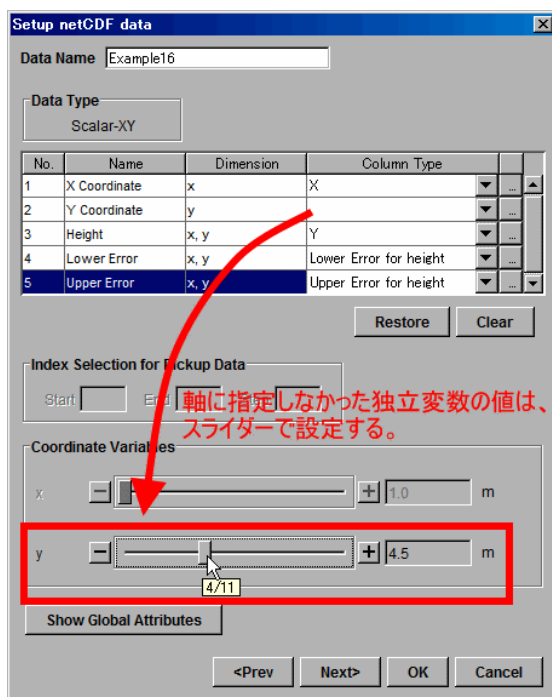 Setup netCDF data
Data Name Example16
Data Type
Scalar-XY
No. Name Dimension Column Type
1 X Coordinate x X ...
2 Y Coordinate y ...
3 Height x, y Y ...
4 Lower Error x, y Lower Error for height ...
5 Upper Error x, y Upper Error for height ...
Restore Clear
Index Selection for Pickup Data
Start End
軸に指定しなかった独立変数の値は、
スライダーで設定する。
Coordinate Variables
x - + 1.0 m
y - + 4.5 m
4/11
Show Global Attributes
<Prev Next> OK Cancel